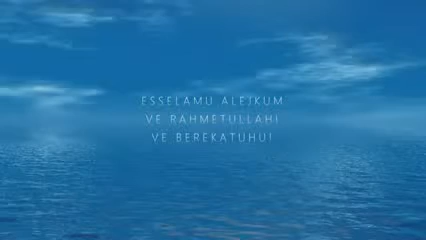 ESSELAMU ALEJKUM
VE RAHMETULLAHI
VE BEREKATUHU!